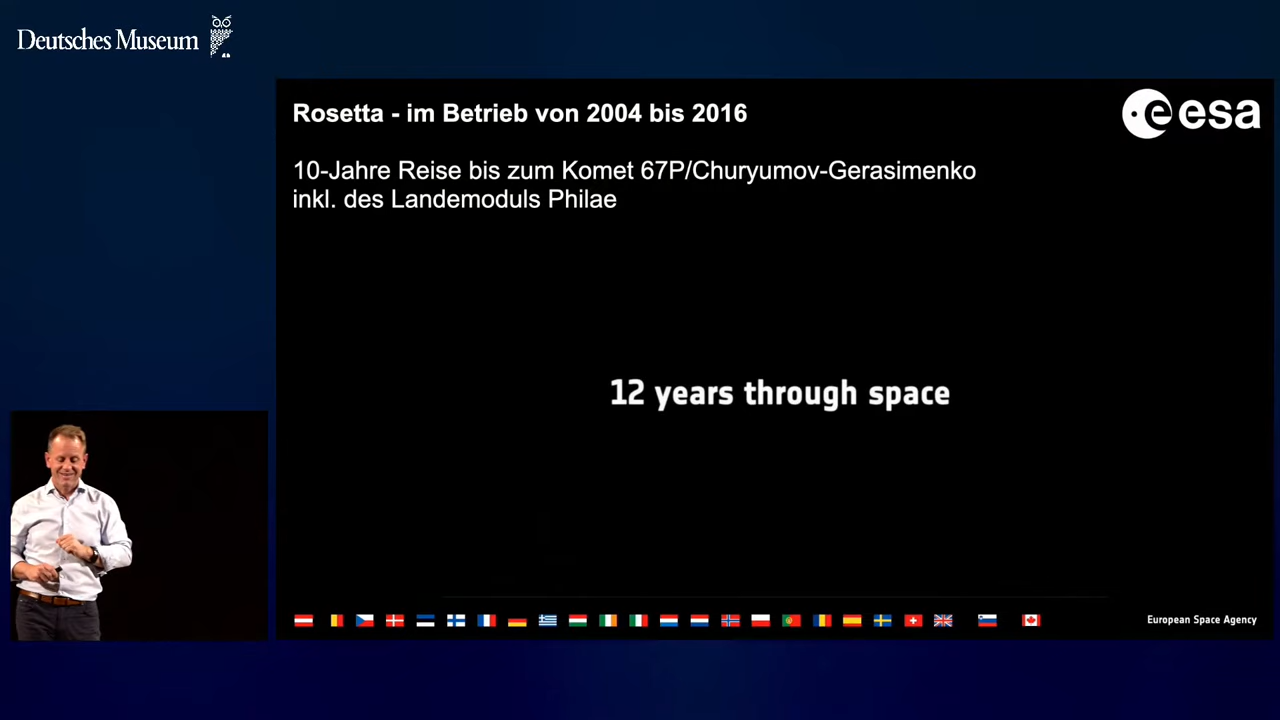 Deutsches Museum
Rosetta - im Betrieb von 2004 bis 2016
esa
10-Jahre Reise bis zum Komet 67P/Churyumov-Gerasimenko
inkl. des Landemoduls Philae
12 years through space
European Space Agency